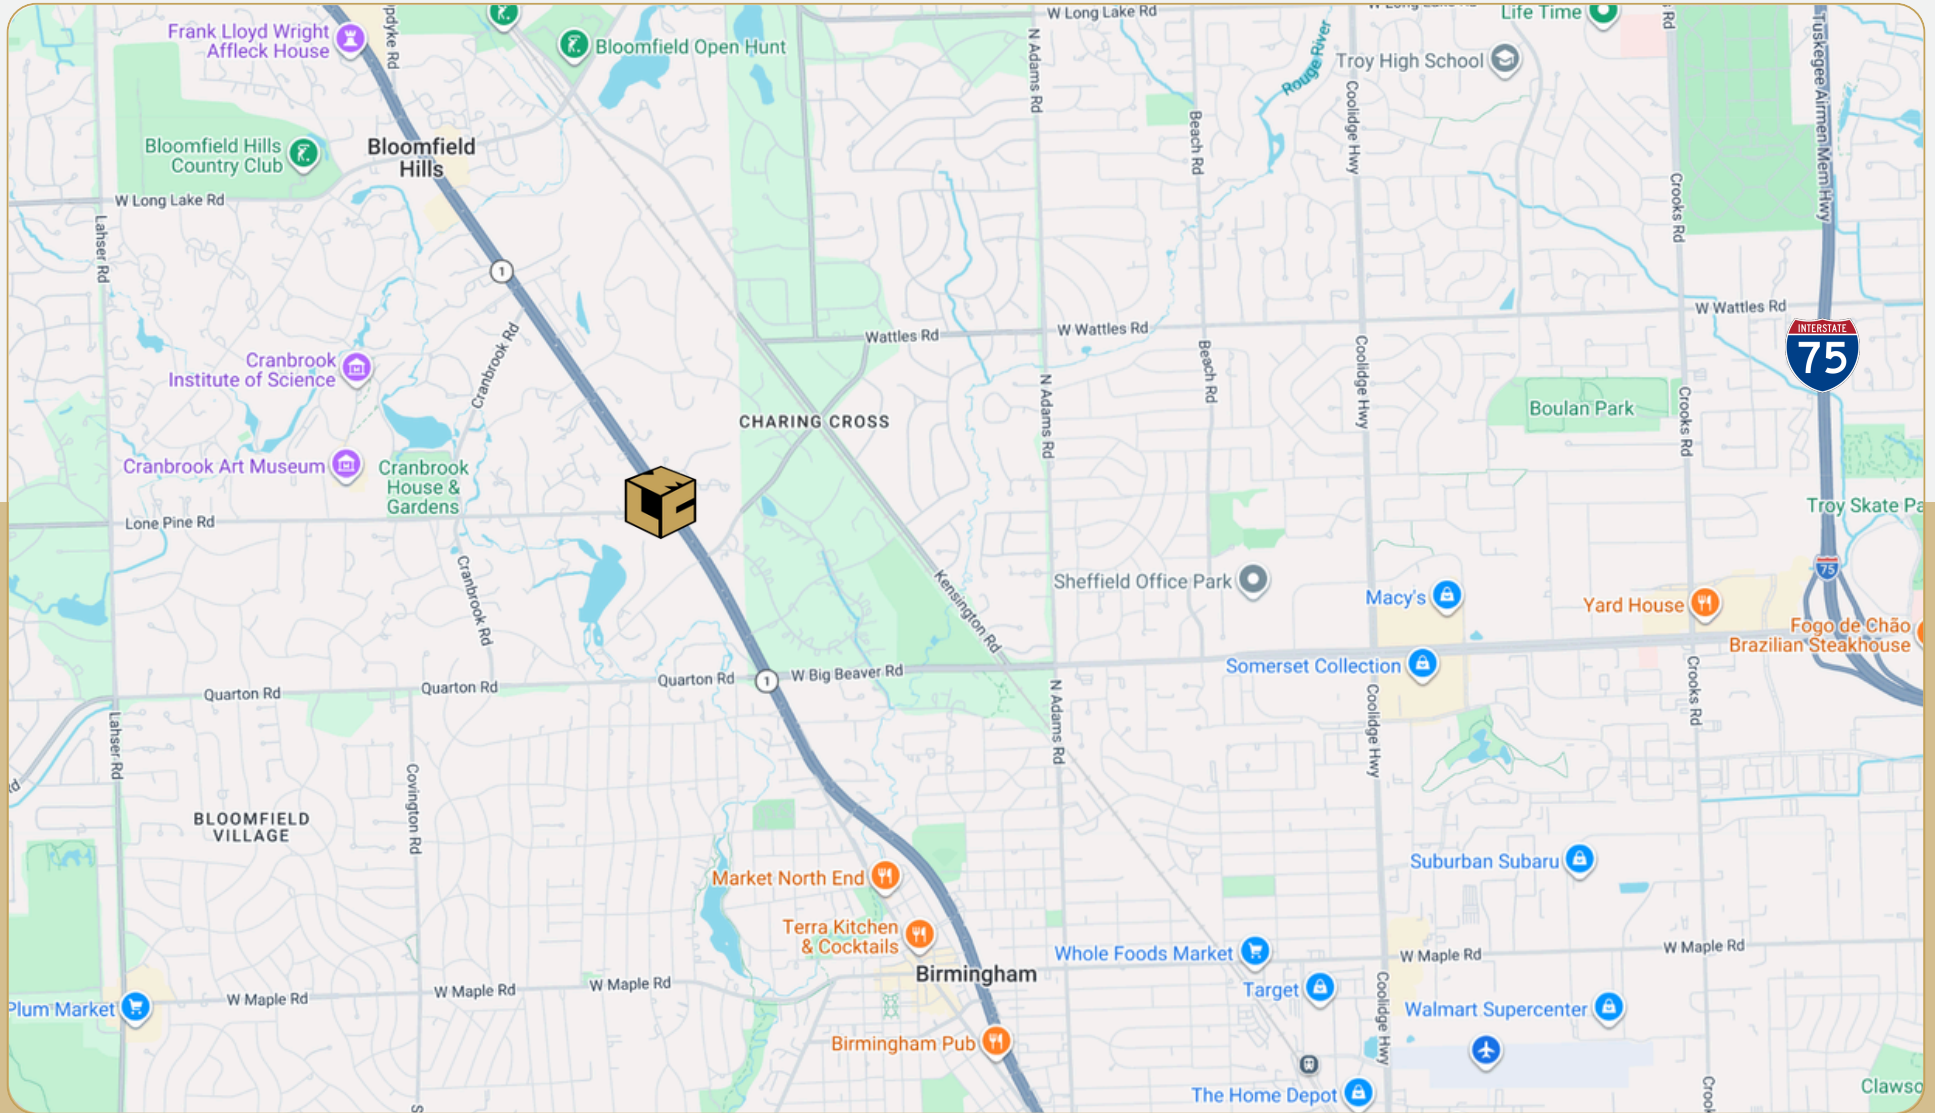 W Long Lake Rd
Life Time
Frank Lloyd Wright
Affleck House
Bloomfield Open Hunt
N Adams Rd
Rouge River
Troy High School
Coolidge Hwy
Tuskegee Airmen Mem Hwy
Bloomfield Hills
Country Club
Bloomfield
Hills
Beach Rd
W Long Lake Rd
Lahser Rd
Crooks Rd
1
W Wattles Rd
Wattles Rd
W Wattles Rd
INTERSTATE
75
Cranbrook
Institute of Science
Cranbrook Rd
Beach Rd
Coolidge Hwy
N Adams Rd
Crooks Rd
Boulan Park
CHARING CROSS
Cranbrook Art Museum
Cranbrook
House &
Gardens
Lone Pine Rd
Troy Skate Pa
75
Cranbrook Rd
Kensington Rd
Sheffield Office Park
Macy's
Yard House
Fogo de Chão
Brazilian Steakhouse
Somerset Collection
Quarton Rd
Quarton Rd
Quarton Rd
1
W Big Beaver Rd
N Adams Rd
Coolidge Hwy
Crooks Rd
Lahser Rd
Covington Rd
BLOOMFIELD
VILLAGE
Market North End
Suburban Subaru
Terra Kitchen
& Cocktails
Birmingham
Whole Foods Market
W Maple Rd
W Maple Rd
Target
Plum Market
W Maple Rd
W Maple Rd
W Maple Rd
Walmart Supercenter
Coolidge Hwy
Birmingham Pub
The Home Depot
Clawso
Crook